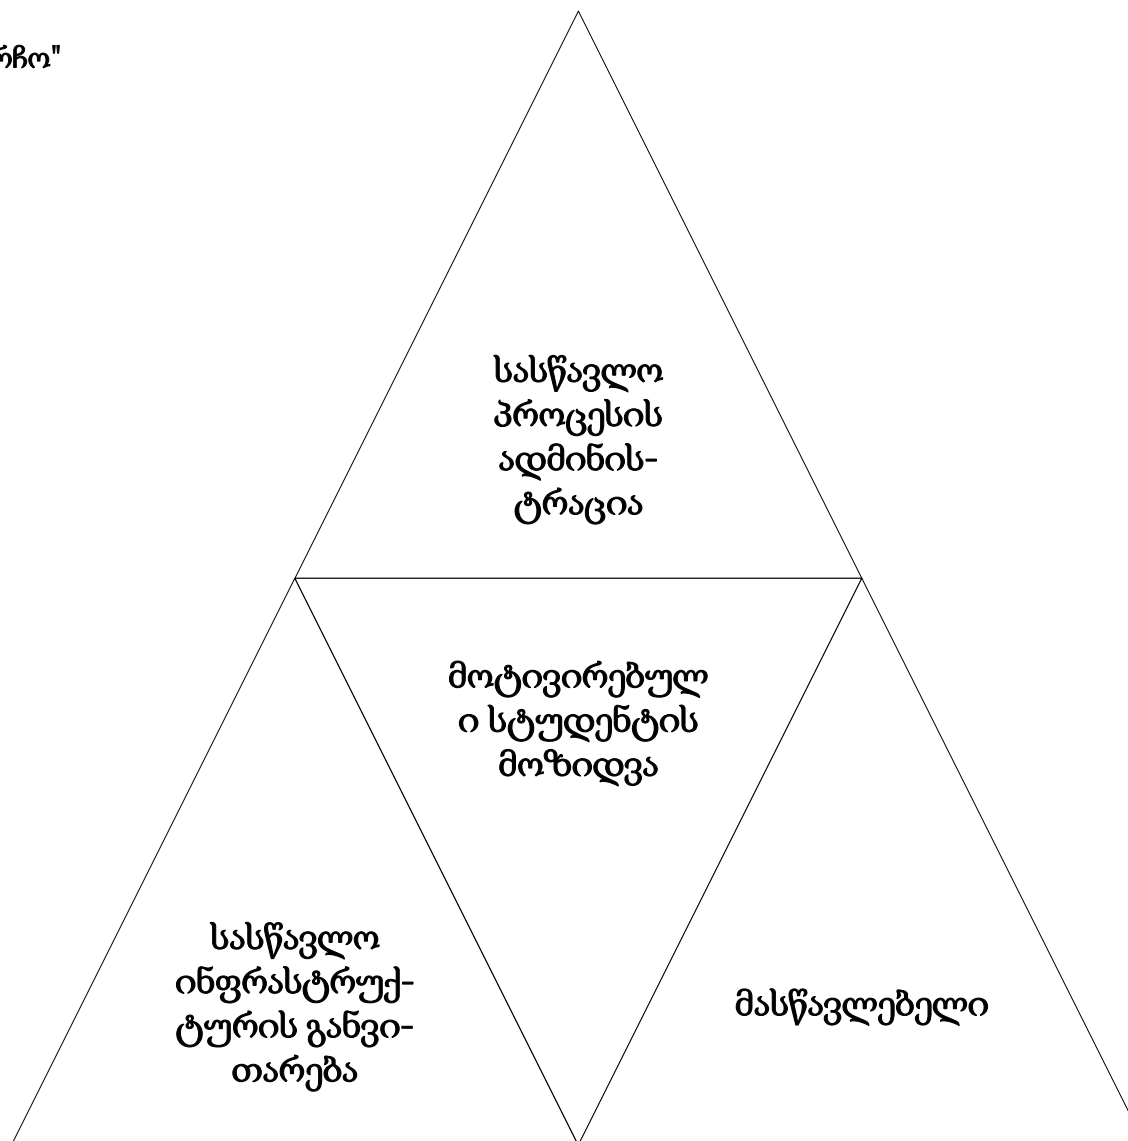 სასწავლო
პროცესის
ადმინის-
ტრაცია
მოტივირებულ
ი სტუდენტის
მოზიდვა
სასწავლო
ინფრასტრუქ-
ტურის განვი-
თარება
მასწავლებელი